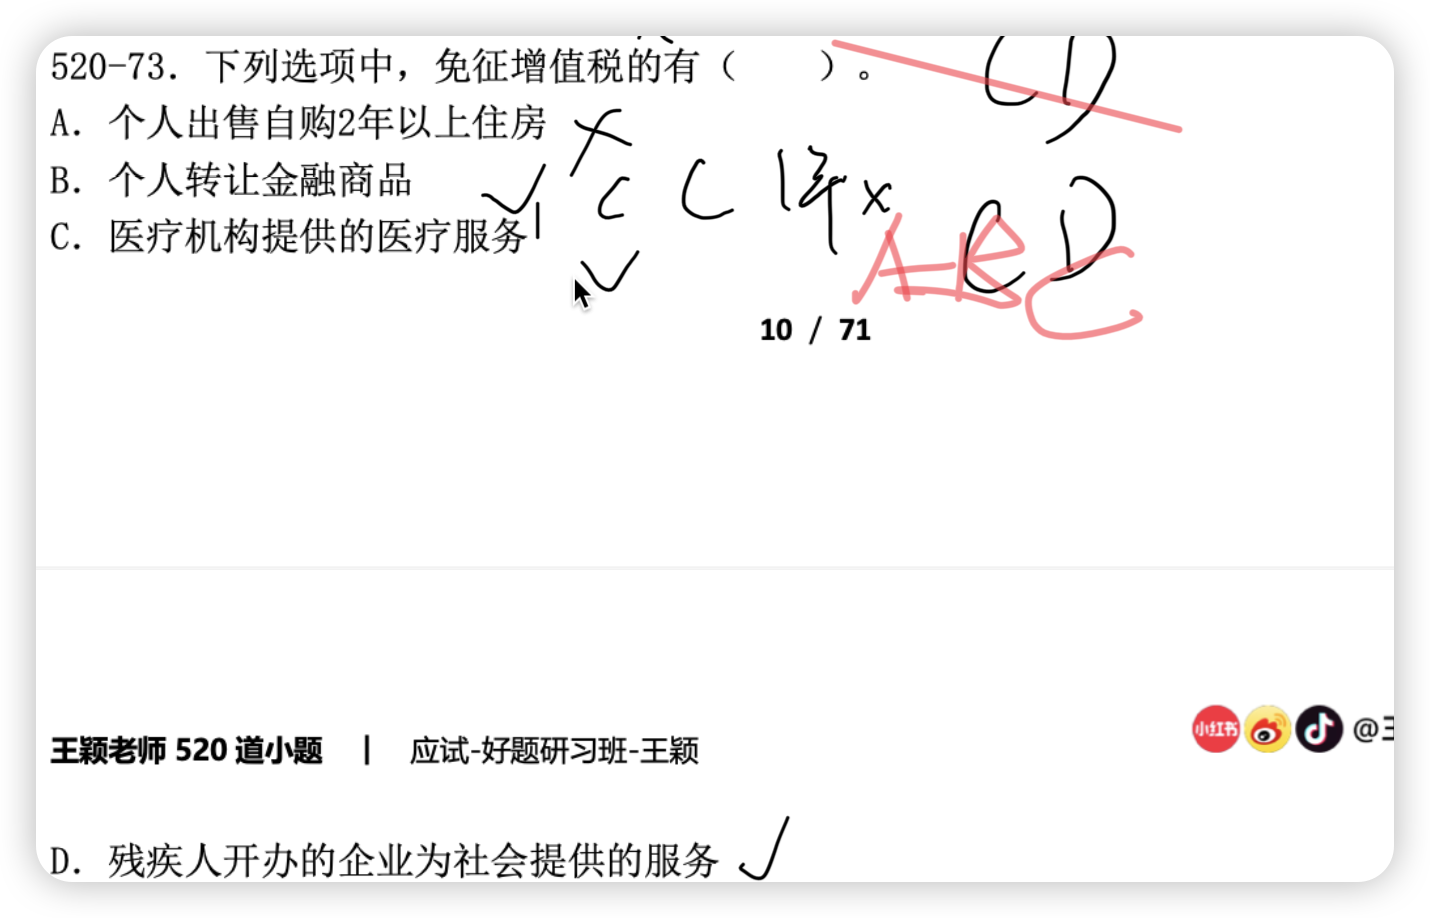 520-73. 下列选项中，免征增值税的有（　　）。
CD
A. 个人出售自购2年以上住房
B. 个人转让金融商品
C. 医疗机构提供的医疗服务
ABC
10 / 71
小红书
王颖老师 520 道小题 | 应试-好题研习班-王颖
D. 残疾人开办的企业为社会提供的服务